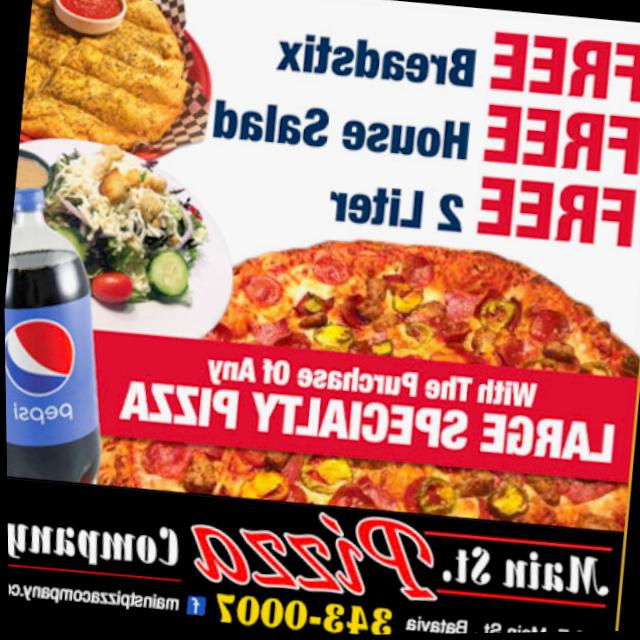 FREE Breadstix
FREE House Salad
FREE 2 Liter
pepsi
With The Purchase Of Any
LARGE SPECIALTY PIZZA
Main St. Pizza Company
Main St., Batavia 343-0007 f mainstpizzacompany.c